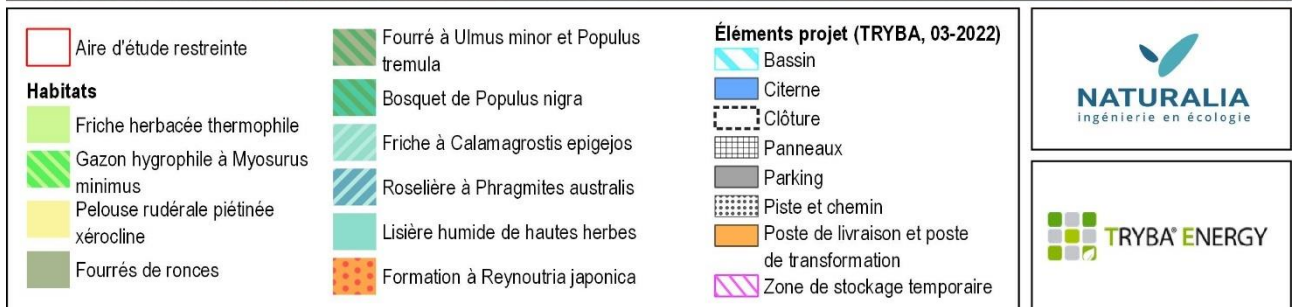 Aire d'étude restreinte
Habitats
Friche herbacée thermophile
Gazon hygrophile à Myosurus
minimus
Pelouse rudérale piétinée
xérocline
Fourrés de ronces
Fourré à Ulmus minor et Populus
tremula
Bosquet de Populus nigra
Friche à Calamagrostis epigejos
Roselière à Phragmites australis
Lisière humide de hautes herbes
Formation à Reynoutria japonica
Éléments projet (TRYBA, 03-2022)
Bassin
Citerne
Clôture
Panneaux
Parking
Piste et chemin
Poste de livraison et poste
de transformation
Zone de stockage temporaire
NATURALIA
ingénierie en écologie
TRYBA® ENERGY